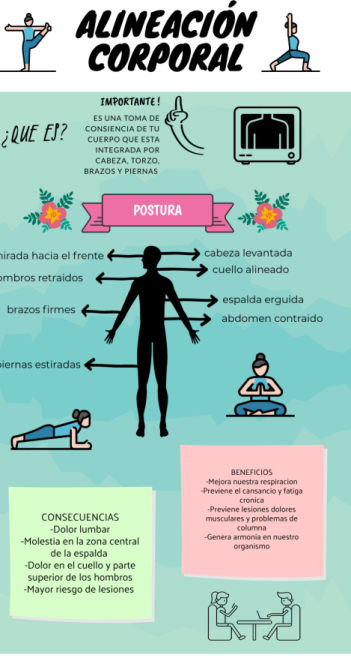 ALINEACIÓN
CORPORAL
IMPORTANTE!
¿QUE ES?
ES UNA TOMA DE
CONSIENCIA DE TU
CUERPO QUE ESTA
INTEGRADA POR
CABEZA, TORZO,
BRAZOS Y PIERNAS
POSTURA
mirada hacia el frente
cabeza levantada
cuello alineado
hombros retraidos
espalda erguida
brazos firmes
abdomen contraido
piernas estiradas
BENEFICIOS
-Mejora nuestra respiracion
-Previene el cansancio y fatiga
cronica
-Previene lesiones dolores
musculares y problemas de
columna
-Genera armonia en nuestro
organismo
CONSECUENCIAS
-Dolor lumbar
-Molestia en la zona central
de la espalda
-Dolor en el cuello y parte
superior de los hombros
-Mayor riesgo de lesiones